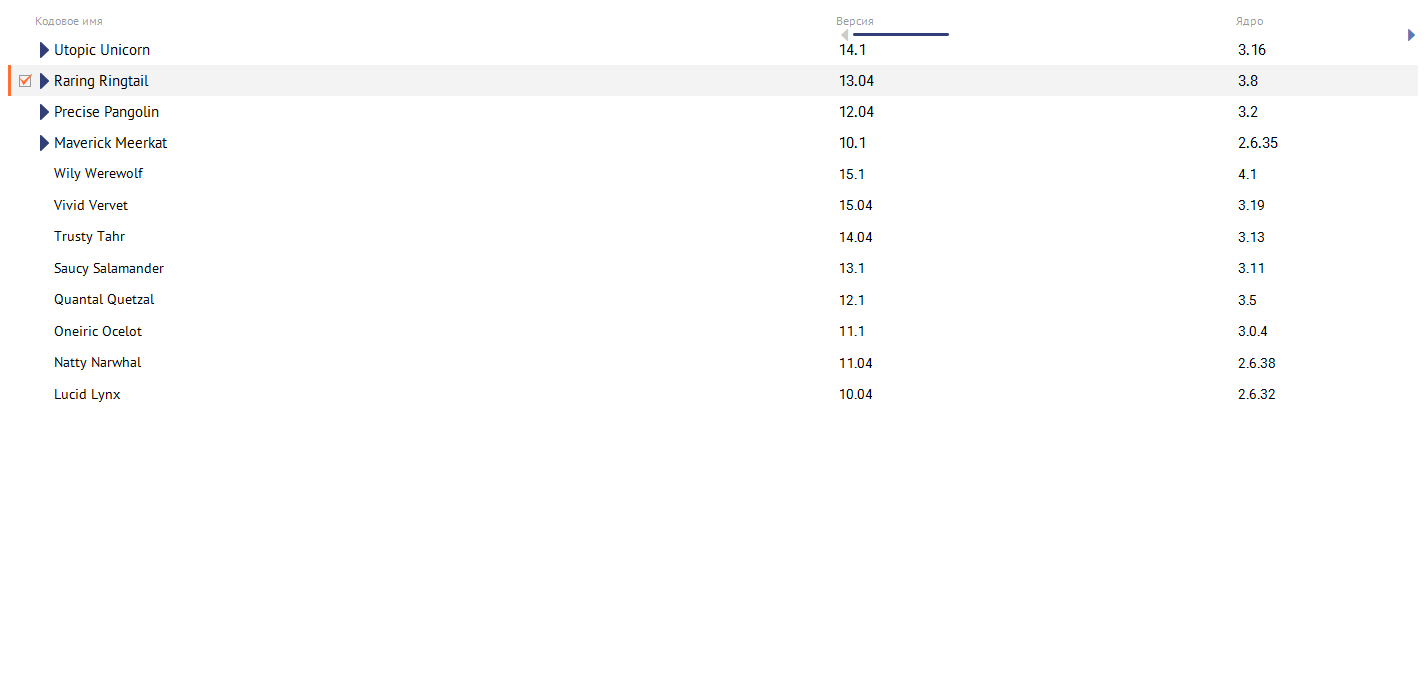 Кодовое имя Версия Ядро
Utopic Unicorn 14.1 3.16
Raring Ringtail 13.04 3.8
Precise Pangolin 12.04 3.2
Maverick Meerkat 10.1 2.6.35
Wily Werewolf 15.1 4.1
Vivid Vervet 15.04 3.19
Trusty Tahr 14.04 3.13
Saucy Salamander 13.1 3.11
Quantal Quetzal 12.1 3.5
Oneiric Ocelot 11.1 3.0.4
Natty Narwhal 11.04 2.6.38
Lucid Lynx 10.04 2.6.32